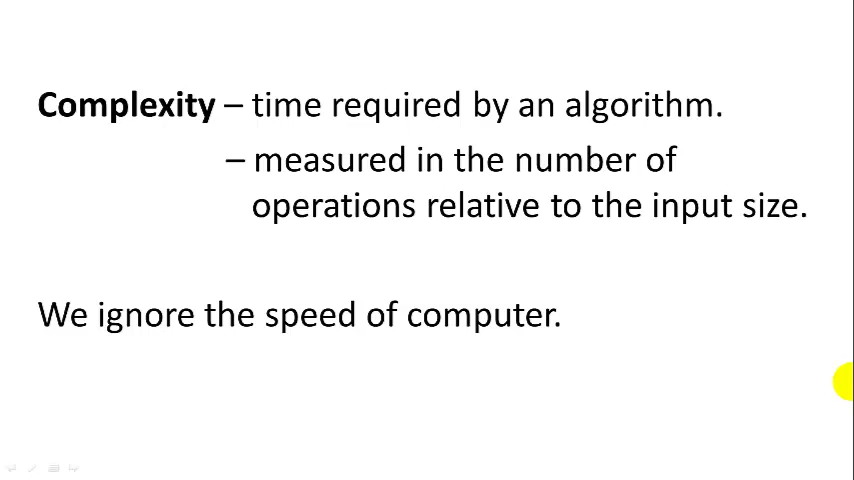 Complexity – time required by an algorithm.
– measured in the number of
operations relative to the input size.
We ignore the speed of computer.